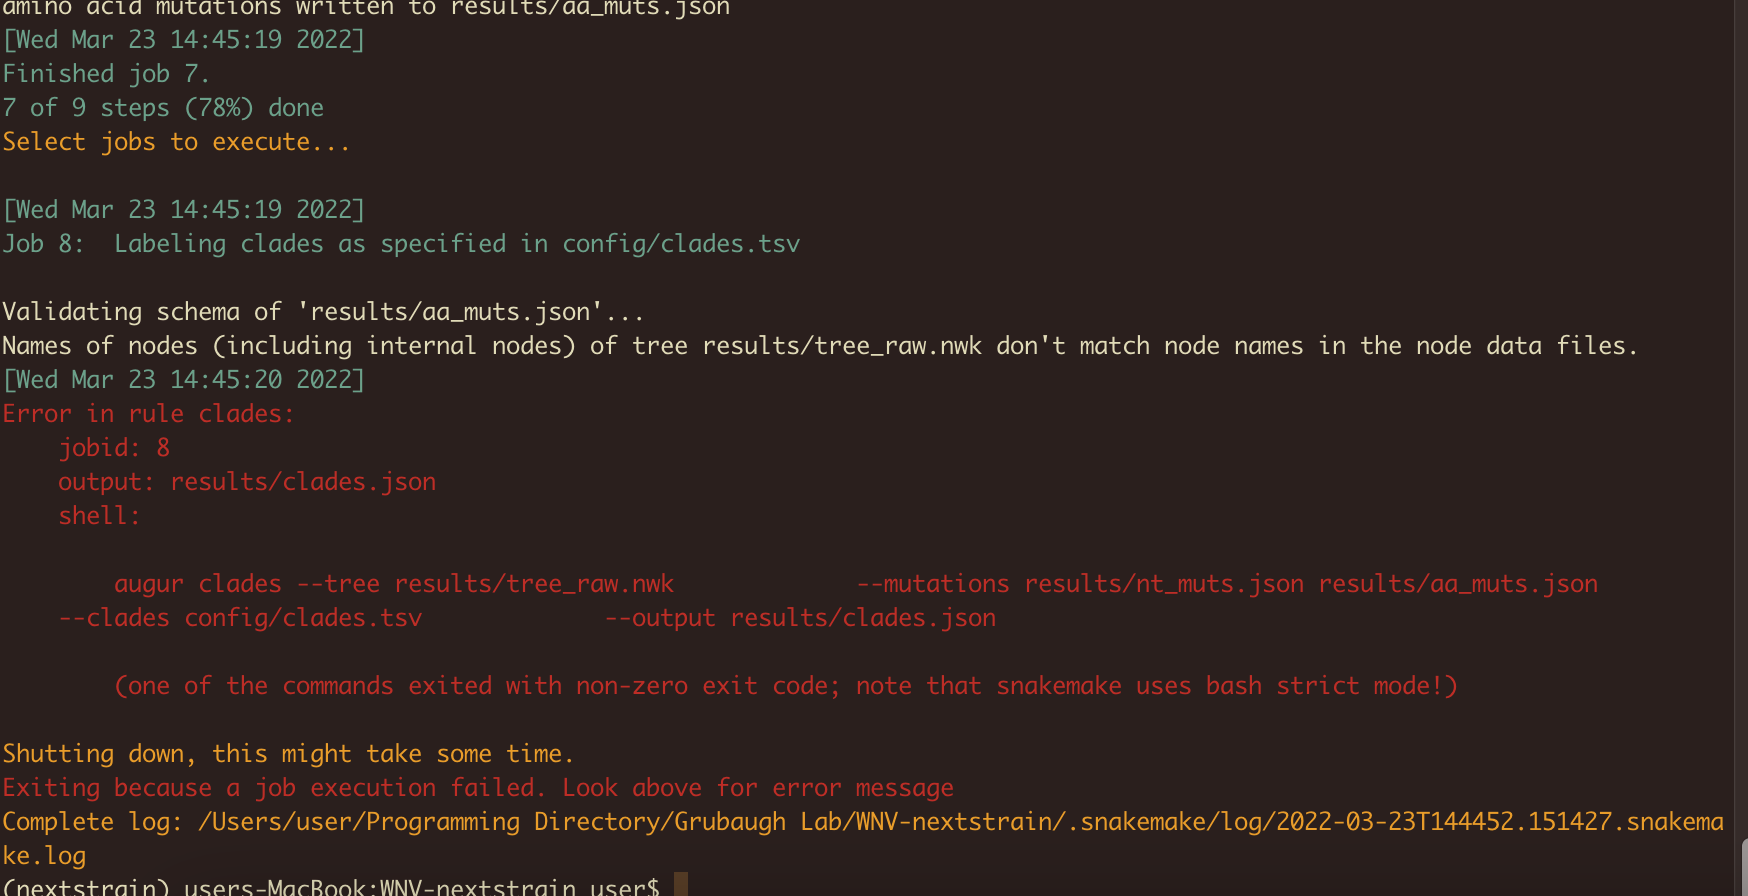 amino acid mutations written to results/aa_muts.json
[Wed Mar 23 14:45:19 2022]
Finished job 7.
7 of 9 steps (78%) done
Select jobs to execute...
[Wed Mar 23 14:45:19 2022]
Job 8:  Labeling clades as specified in config/clades.tsv
Validating schema of 'results/aa_muts.json'...
Names of nodes (including internal nodes) of tree results/tree_raw.nwk don't match node names in the node data files.
[Wed Mar 23 14:45:20 2022]
Error in rule clades:
    jobid: 8
    output: results/clades.json
    shell:
        augur clades --tree results/tree_raw.nwk             --mutations results/nt_muts.json results/aa_muts.json
    --clades config/clades.tsv             --output results/clades.json
        (one of the commands exited with non-zero exit code; note that snakemake uses bash strict mode!)
Shutting down, this might take some time.
Exiting because a job execution failed. Look above for error message
Complete log: /Users/user/Programming Directory/Grubaugh Lab/WNV-nextstrain/.snakemake/log/2022-03-23T144452.151427.snakema
ke.log
(nextstrain) users-MacBook:WNV-nextstrain user$